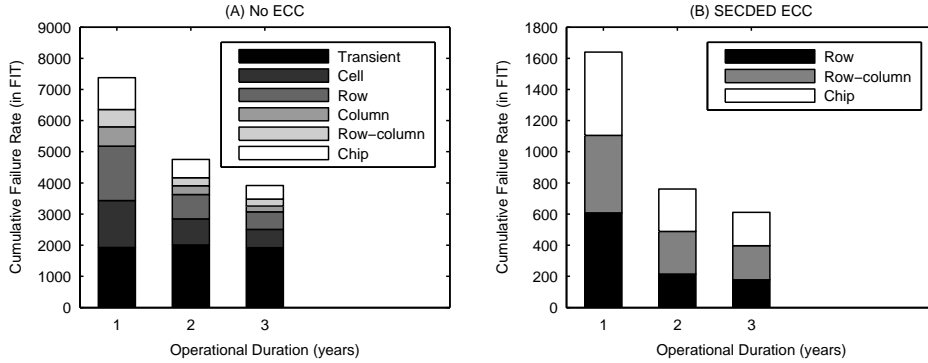 (A) No ECC
Cumulative Failure Rate (in FIT)
9000
8000
7000
6000
5000
4000
3000
2000
1000
0
Transient
Cell
Row
Column
Row−column
Chip
1 2 3
Operational Duration (years)
(B) SECDED ECC
Cumulative Failure Rate (in FIT)
1800
1600
1400
1200
1000
800
600
400
200
0
Row
Row−column
Chip
1 2 3
Operational Duration (years)